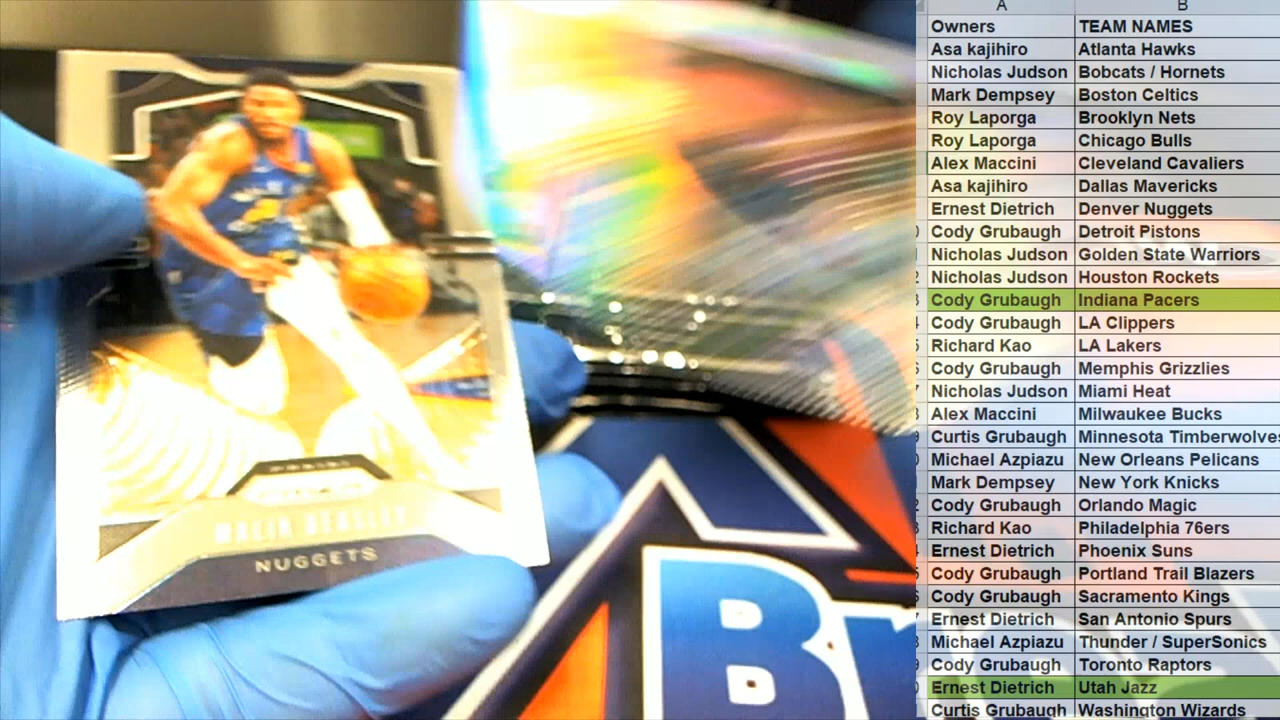 MALIK BEASLEY
NUGGETS
Br
A B
Owners TEAM NAMES
Asa kajihiro Atlanta Hawks
Nicholas Judson Bobcats / Hornets
Mark Dempsey Boston Celtics
Roy Laporga Brooklyn Nets
Roy Laporga Chicago Bulls
Alex Maccini Cleveland Cavaliers
Asa kajihiro Dallas Mavericks
Ernest Dietrich Denver Nuggets
Cody Grubaugh Detroit Pistons
Nicholas Judson Golden State Warriors
Nicholas Judson Houston Rockets
Cody Grubaugh Indiana Pacers
Cody Grubaugh LA Clippers
Richard Kao LA Lakers
Cody Grubaugh Memphis Grizzlies
Nicholas Judson Miami Heat
Alex Maccini Milwaukee Bucks
Curtis Grubaugh Minnesota Timberwolves
Michael Azpiazu New Orleans Pelicans
Mark Dempsey New York Knicks
Cody Grubaugh Orlando Magic
Richard Kao Philadelphia 76ers
Ernest Dietrich Phoenix Suns
Cody Grubaugh Portland Trail Blazers
Cody Grubaugh Sacramento Kings
Ernest Dietrich San Antonio Spurs
Michael Azpiazu Thunder / SuperSonics
Cody Grubaugh Toronto Raptors
Ernest Dietrich Utah Jazz
Curtis Grubaugh Washington Wizards